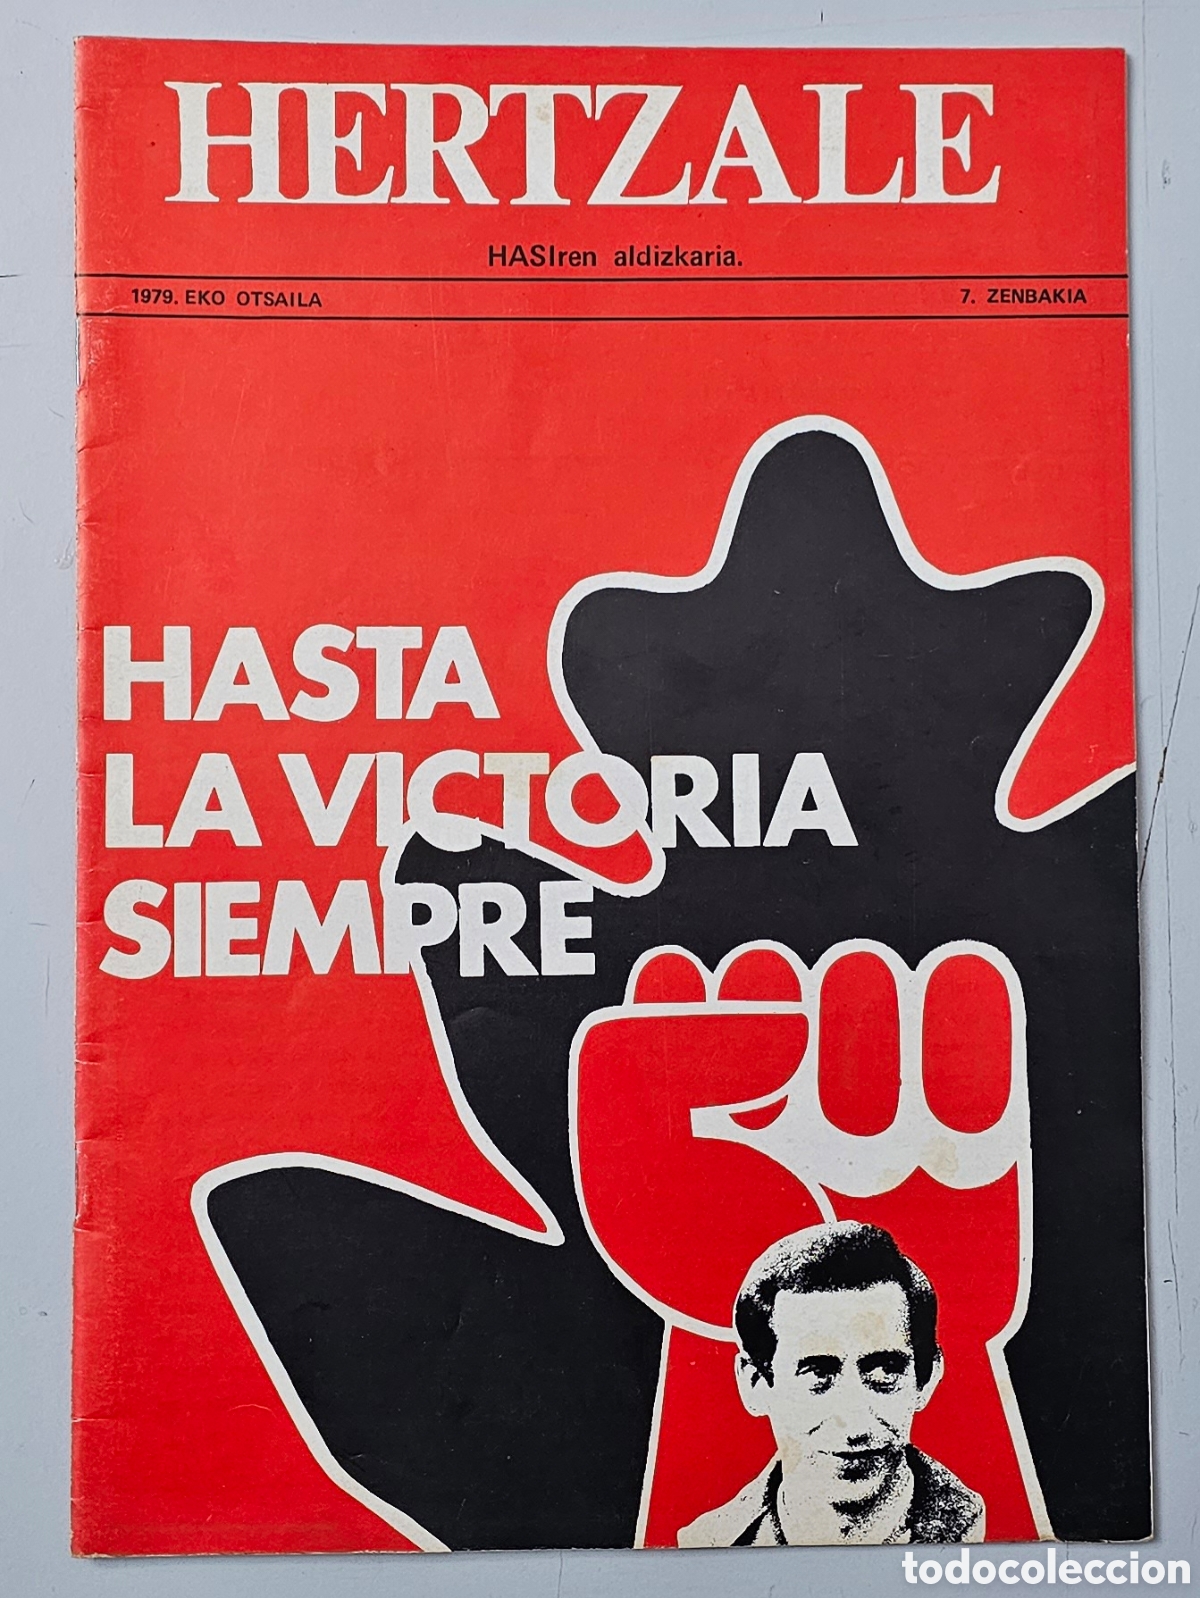 HERTZALE
HASIren aldizkaria.
1979. EKO OTSAILA
7. ZENBAKIA
HASTA
LA VICTORIA
SIEMPRE
todocoleccion